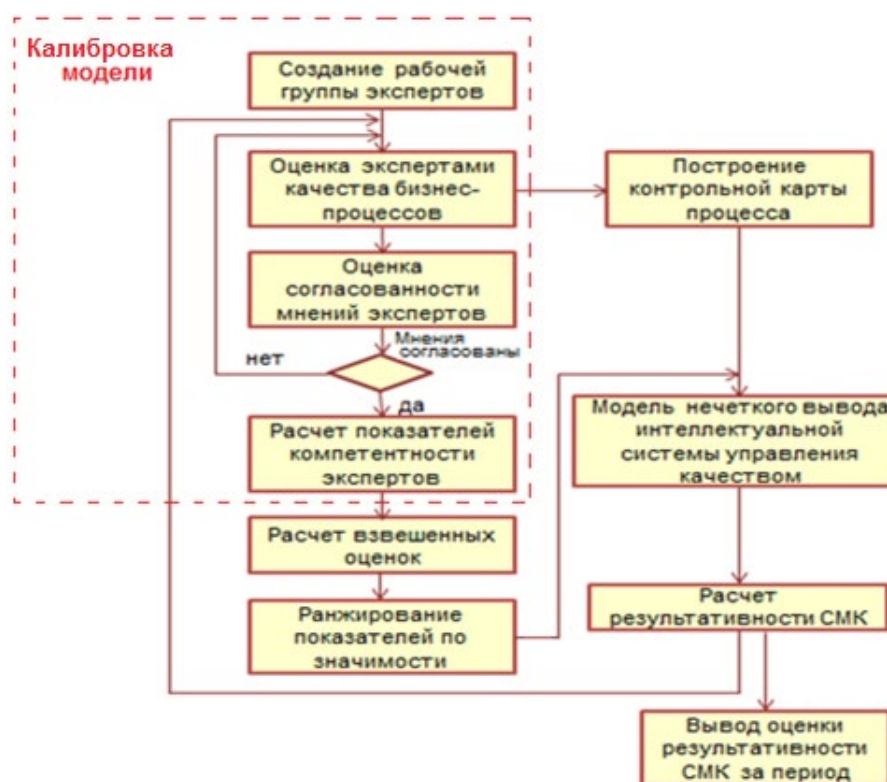 Калибровка
модели
Создание рабочей
группы экспертов
Оценка экспертами
качества бизнес-
процессов
Построение
контрольной карты
процесса
Оценка
согласованности
мнений экспертов
Мнения
согласованы
нет
да
Расчет показателей
компетентности
экспертов
Модель нечеткого вывода
интеллектуальной
системы управления
качеством
Расчет взвешенных
оценок
Ранжирование
показателей по
значимости
Расчет
результативности СМК
Вывод оценки
результативности
СМК за период